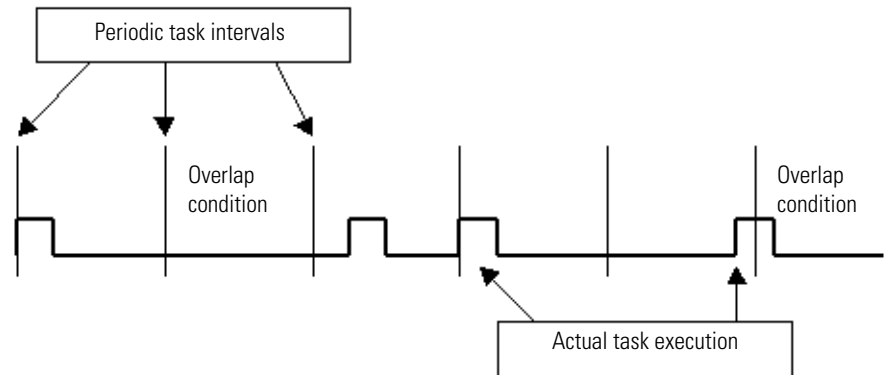 Periodic task intervals
Overlap
condition
Overlap
condition
Actual task execution